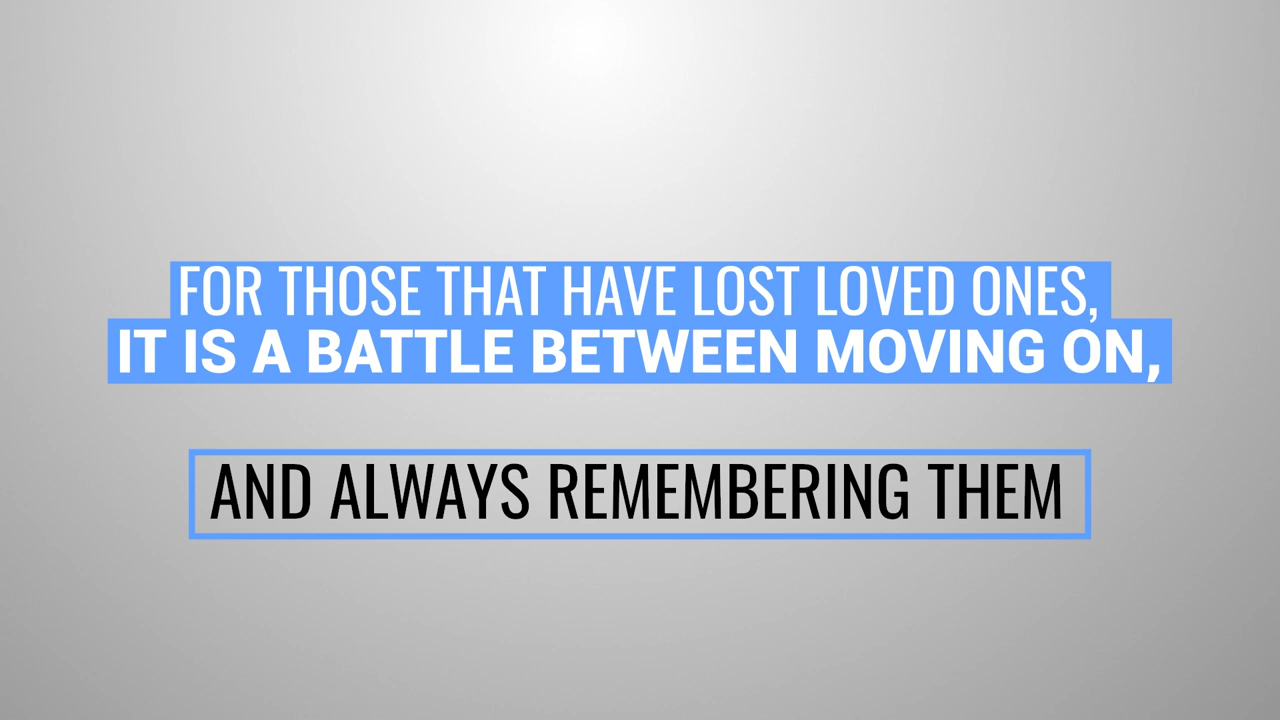 FOR THOSE THAT HAVE LOST LOVED ONES,
IT IS A BATTLE BETWEEN MOVING ON,
AND ALWAYS REMEMBERING THEM